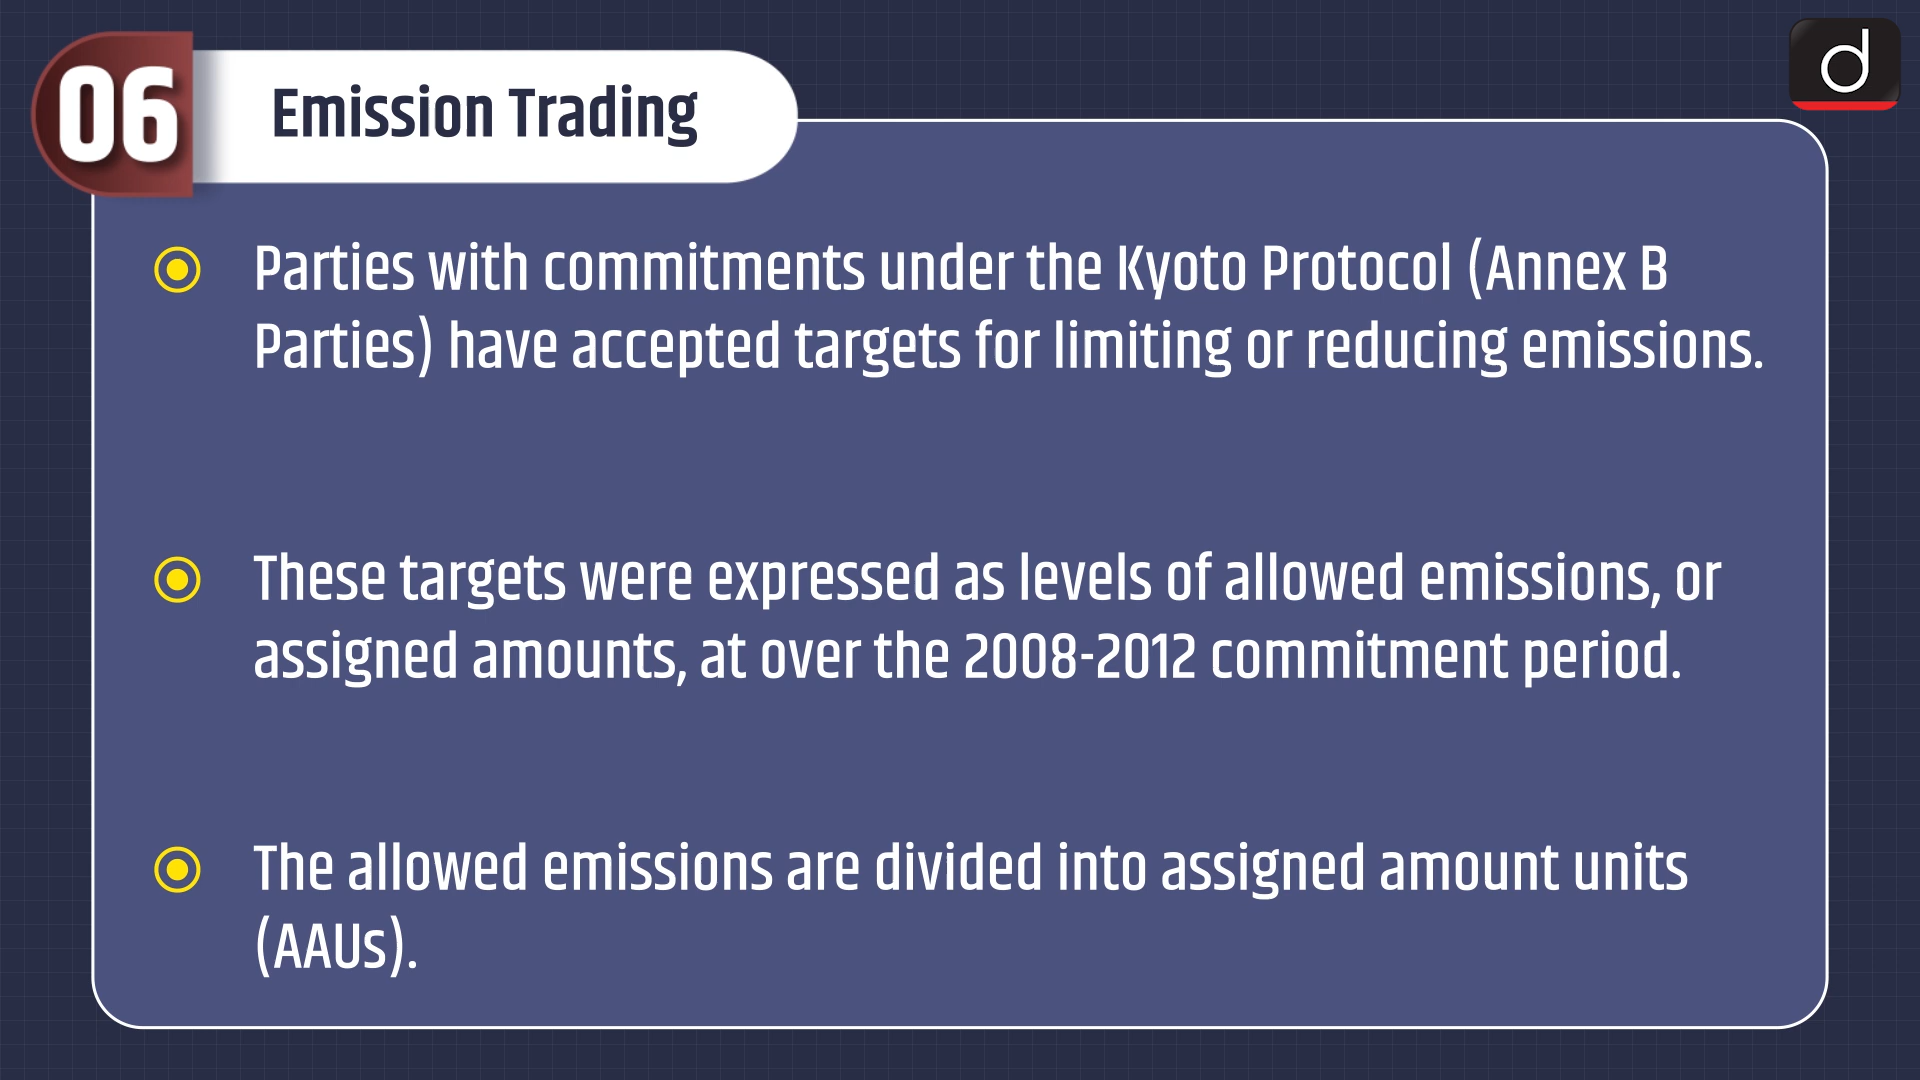 06
Emission Trading
d
Parties with commitments under the Kyoto Protocol (Annex B
Parties) have accepted targets for limiting or reducing emissions.
These targets were expressed as levels of allowed emissions, or
assigned amounts, at over the 2008-2012 commitment period.
The allowed emissions are divided into assigned amount units
(AAUs).